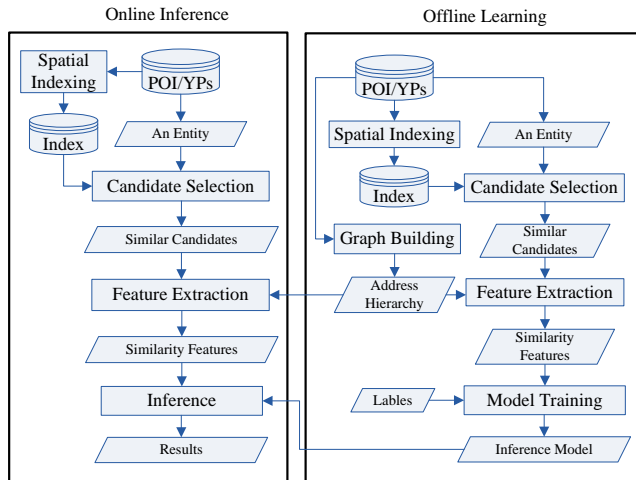 Online Inference
Spatial
Indexing
POI/YPs
Index
An Entity
Candidate Selection
Similar Candidates
Feature Extraction
Similarity Features
Inference
Results
Offline Learning
POI/YPs
Spatial Indexing
An Entity
Index
Candidate Selection
Similar
Candidates
Graph Building
Address
Hierarchy
Feature Extraction
Similarity
Features
Lables
Model Training
Inference Model